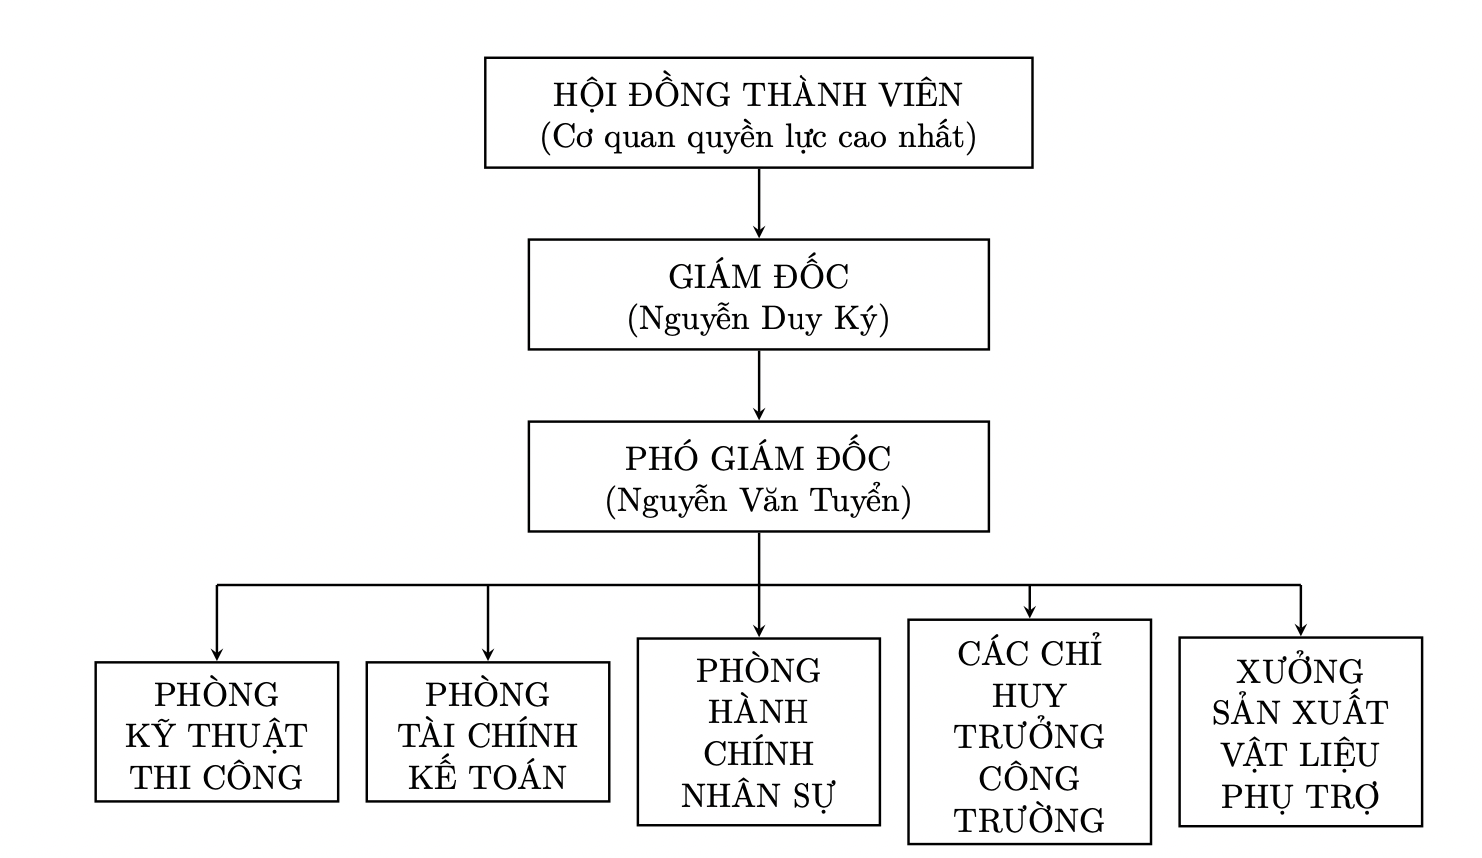 HỘI ĐỒNG THÀNH VIÊN
(Cơ quan quyền lực cao nhất)
GIÁM ĐỐC
(Nguyễn Duy Ký)
PHÓ GIÁM ĐỐC
(Nguyễn Văn Tuyển)
PHÒNG
KỸ THUẬT
THI CÔNG
PHÒNG
TÀI CHÍNH
KẾ TOÁN
PHÒNG
HÀNH
CHÍNH
NHÂN SỰ
CÁC CHỈ
HUY
TRƯỞNG
CÔNG
TRƯỜNG
XƯỞNG
SẢN XUẤT
VẬT LIỆU
PHỤ TRỢ